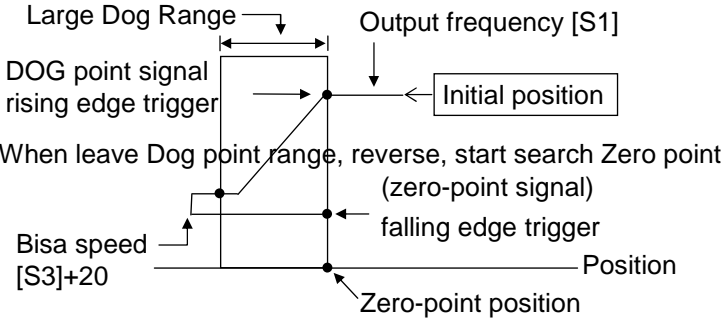 Large Dog Range
Output frequency [S1]
DOG point signal
rising edge trigger
Initial position
When leave Dog point range, reverse, start search Zero point
(zero-point signal)
falling edge trigger
Bisa speed
[S3]+20
Position
Zero-point position